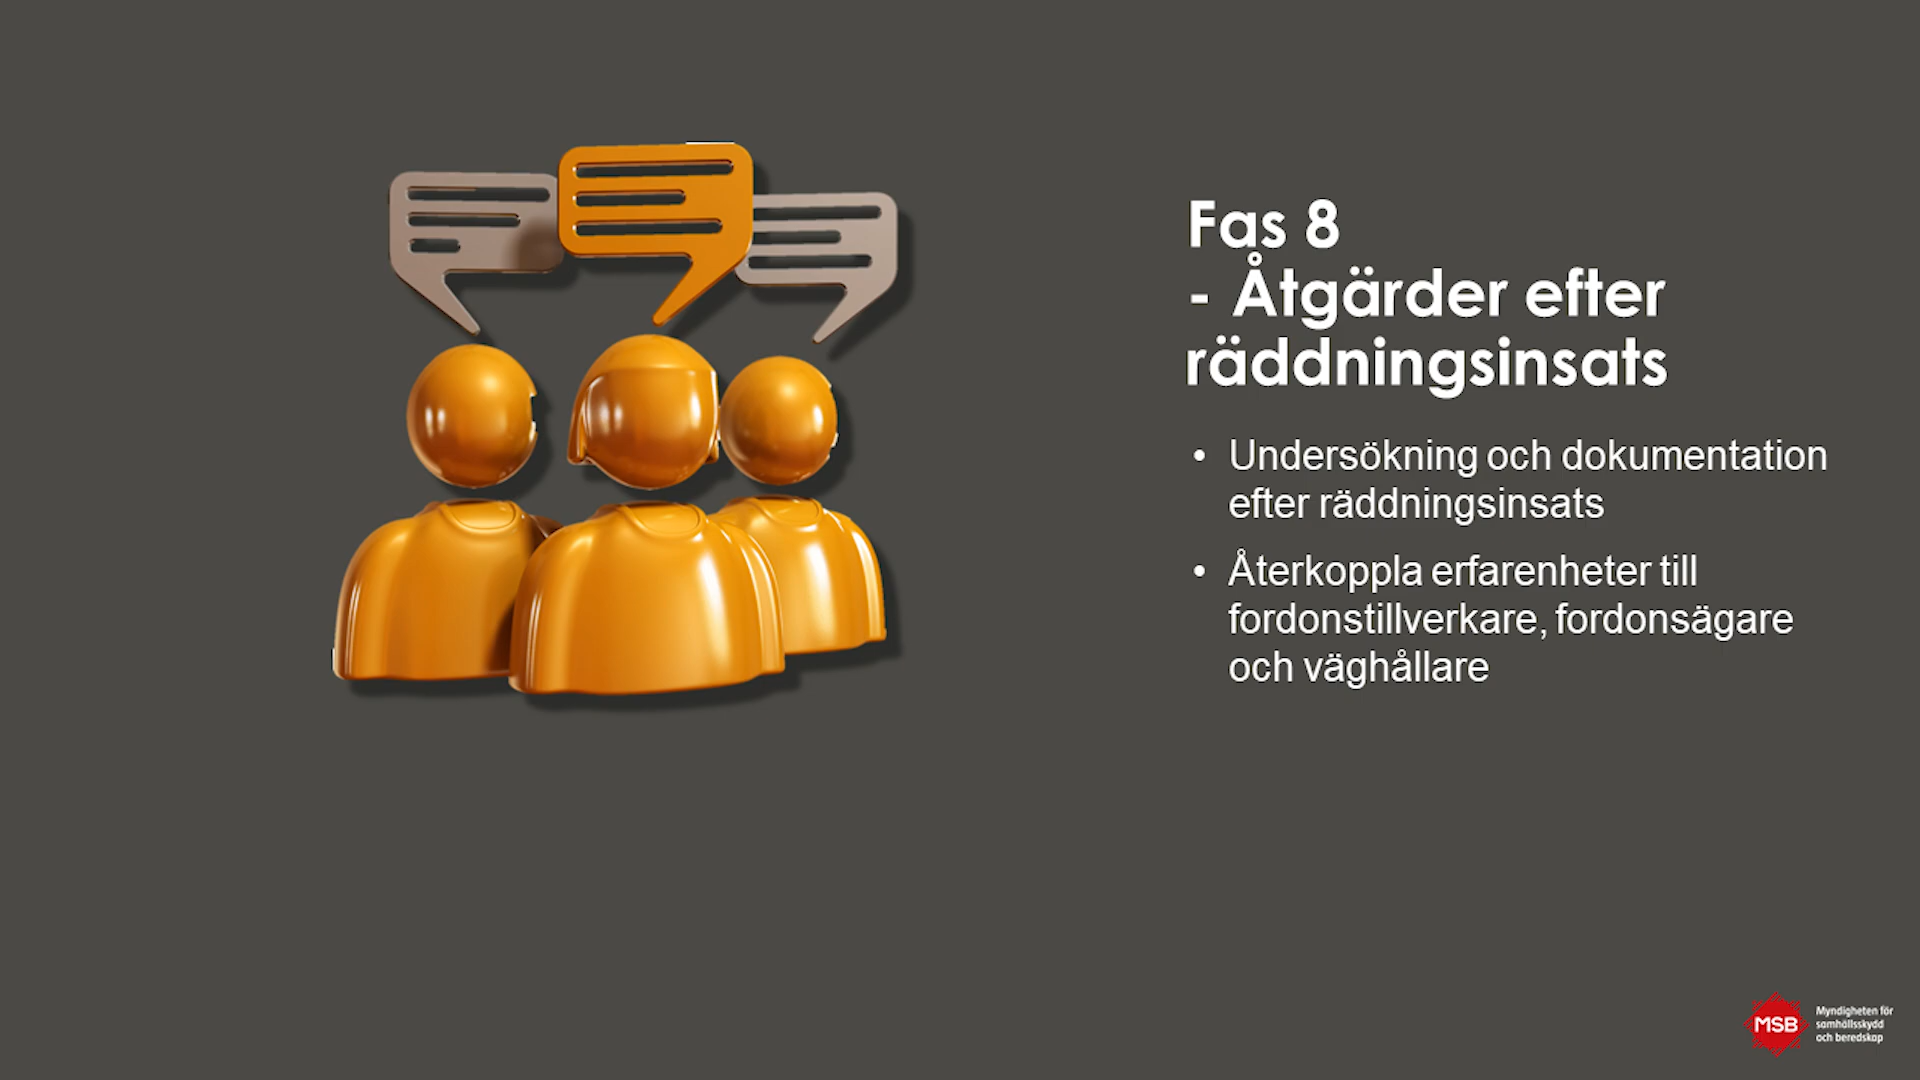 Fas 8
- Åtgärder efter
räddningsinsats
• Undersökning och dokumentation
efter räddningsinsats
• Återkoppla erfarenheter till
fordonstillverkare, fordonsägare
och väghållare
MSB
Myndigheten för
samhällsskydd
och beredskap